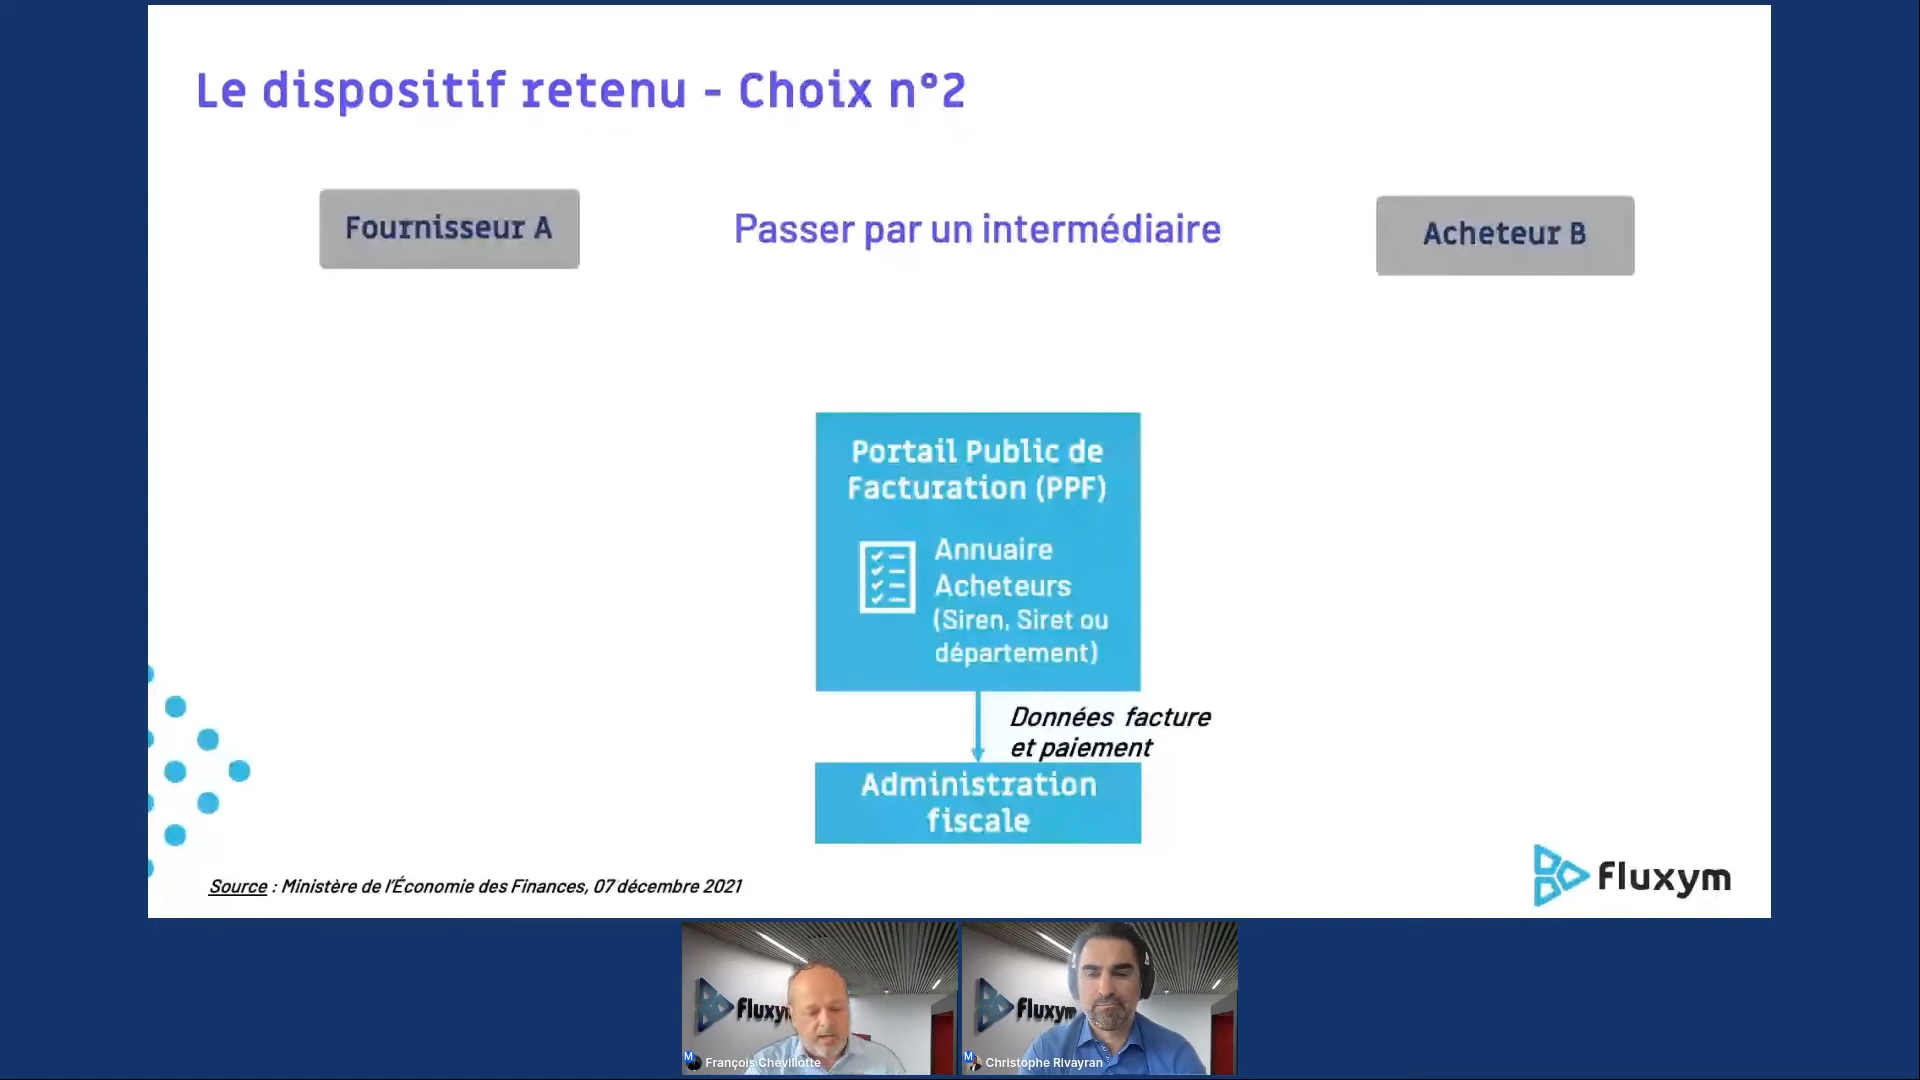 Le dispositif retenu - Choix n°2
Fournisseur A
Passer par un intermédiaire
Acheteur B
Portail Public de
Facturation (PPF)
Annuaire
Acheteurs
(Siren, Siret ou
département)
Données facture
et paiement
Administration
fiscale
Source : Ministère de l'Économie des Finances, 07 décembre 2021
fluxym
fluxym
fluxym
M
François Chevillotte
M
Christophe Rivayran